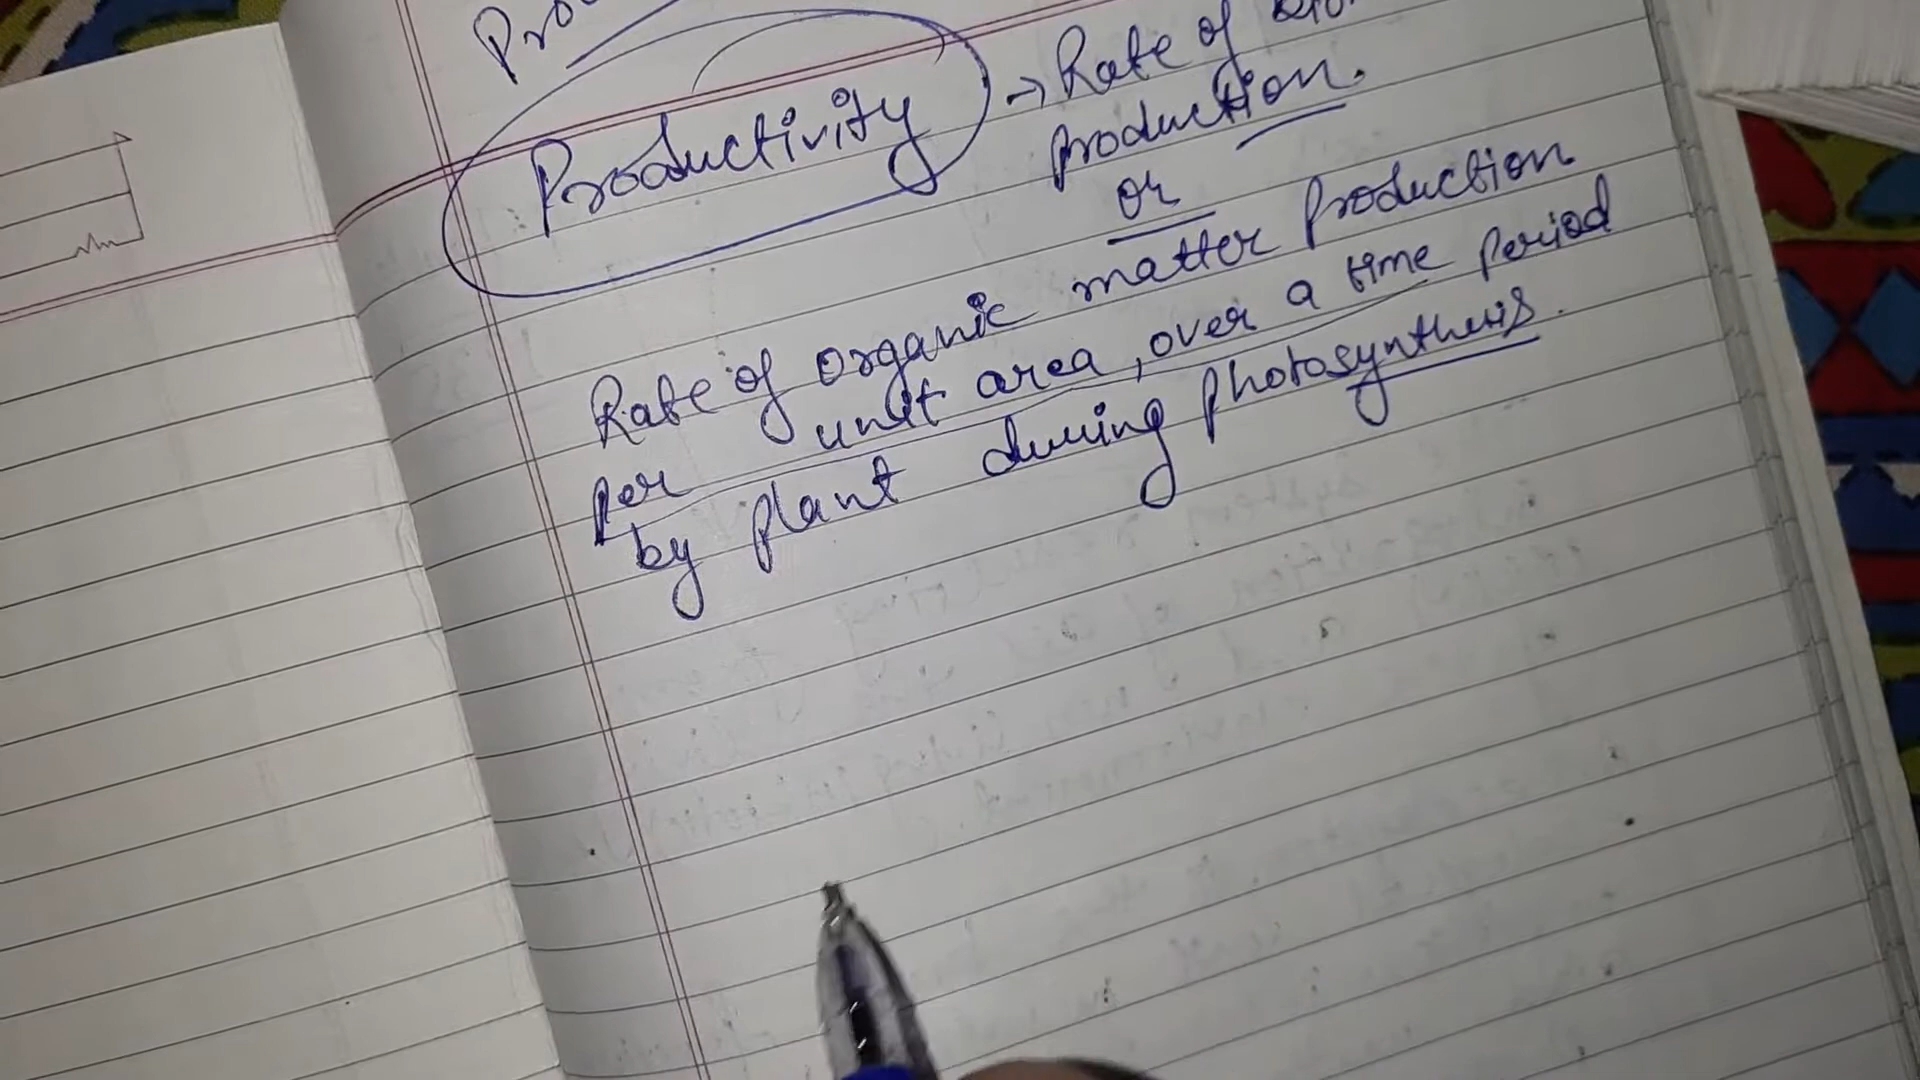 Productivity → Rate of
production.
or
Rate of organic matter production
per unit area, over a time period
by plant during photosynthesis.